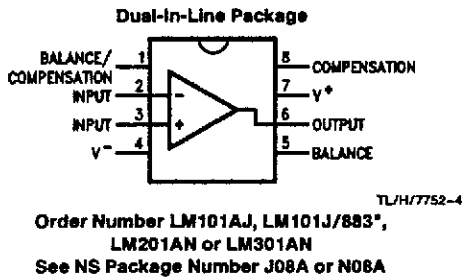 Dual-In-Line Package
BALANCE/
COMPENSATION
1
8
COMPENSATION
INPUT
2
−
7
V+
INPUT
3
+
6
OUTPUT
V−
4
5
BALANCE
TL/H/7752–4
Order Number LM101AJ, LM101J/883*,
LM201AN or LM301AN
See NS Package Number J08A or N08A